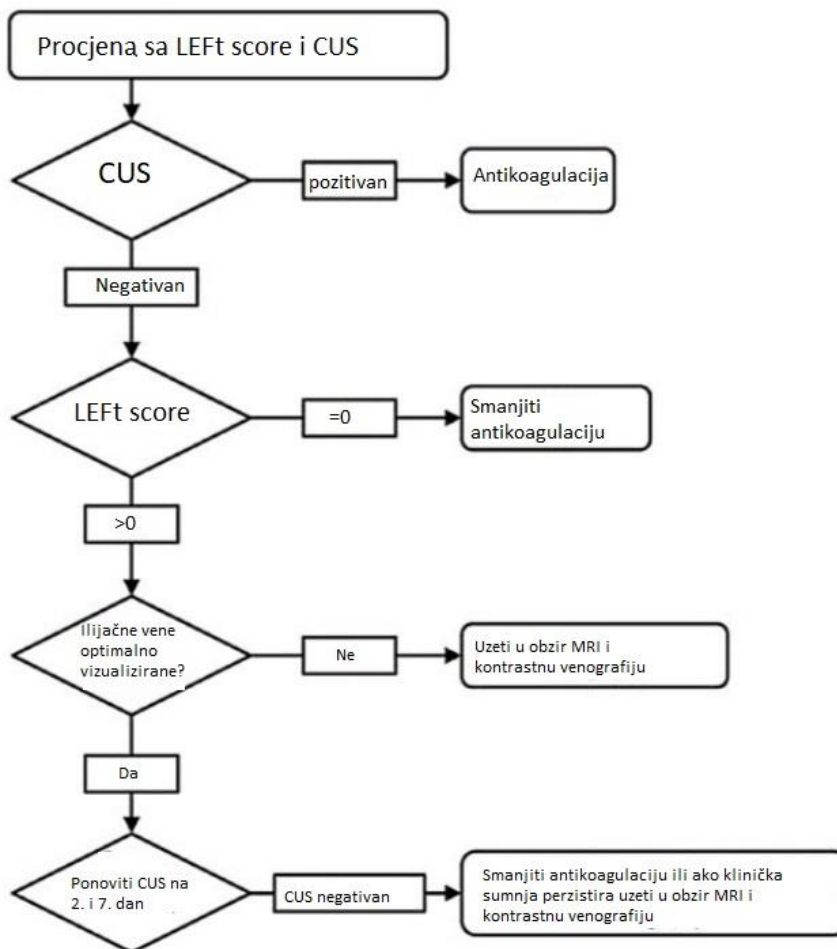 Procjena sa LEFt score i CUS
CUS
pozitivan
Antikoagulacija
Negativan
LEFt score
=0
Smanjiti
antikoagulaciju
>0
Ilijačne vene
optimalno
vizualizirane?
Ne
Uzeti u obzir MRI i
kontrastnu venografiju
Da
Ponoviti CUS na
2. i 7. dan
CUS negativan
Smanjiti antikoagulaciju ili ako klinička
sumnja perzistira uzeti u obzir MRI i
kontrastnu venografiju